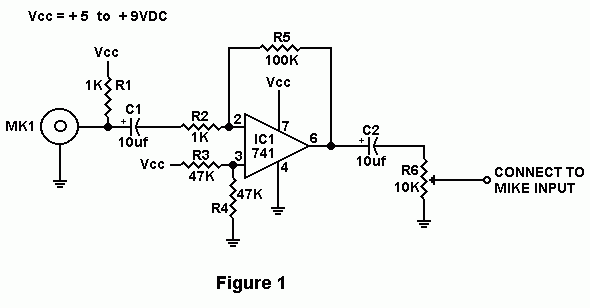 Vcc = + 5 to + 9VDC
R5
100K
Vcc
Vcc
1K R1
C1
R2
2
7
6
C2
MK1
+
10uf
1K
IC1
741
+
10uf
R6
10K
CONNECT TO
MIKE INPUT
Vcc
R3
47K
3
4
47K
R4
Figure 1